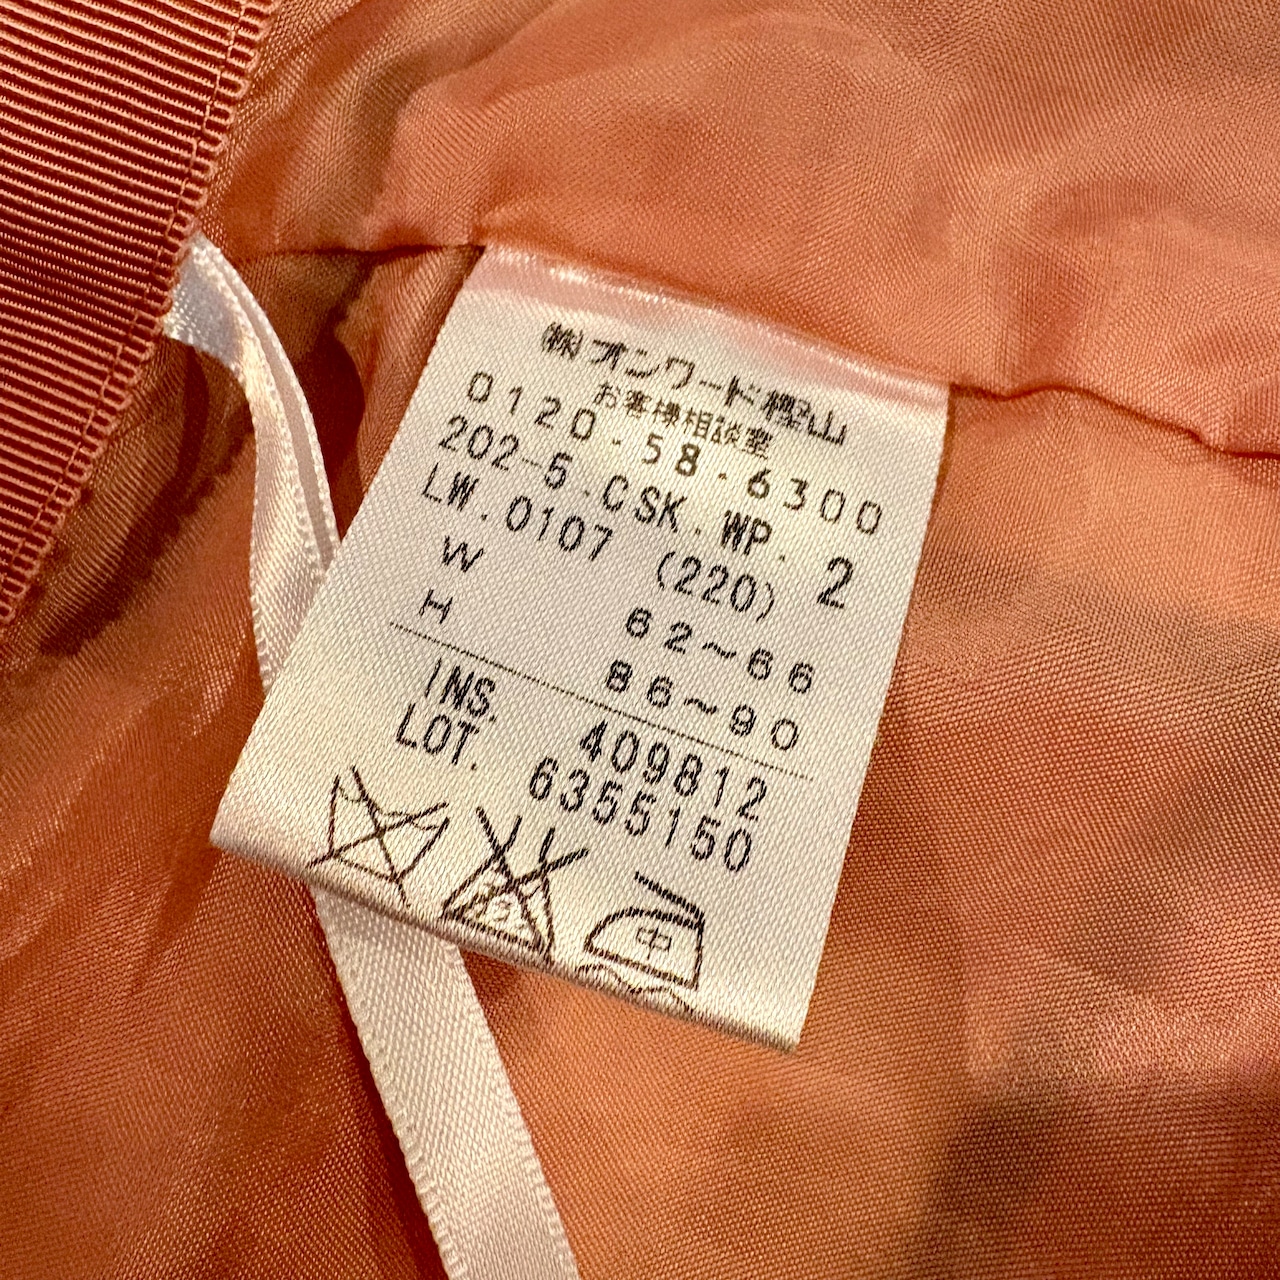 ㈱オンワード樫山
お客様相談室
0120-58-6300
202-5.CSK.WP. 2
LW.0107 (220)
W 62~66
H 86~90
INS. 409812
LOT. 6355150
中